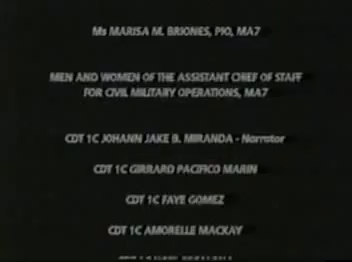 Ms MARISA M. BRIONES, PIO, MA7
MEN AND WOMEN OF THE ASSISTANT CHIEF OF STAFF
FOR CIVIL MILITARY OPERATIONS, MA7
CDT 1C JOHANN JAKE B. MIRANDA - Narrator
CDT 1C GIRRARD PACIFICO MARIN
CDT 1C FAYE GOMEZ
CDT 1C AMORELLE MACKAY